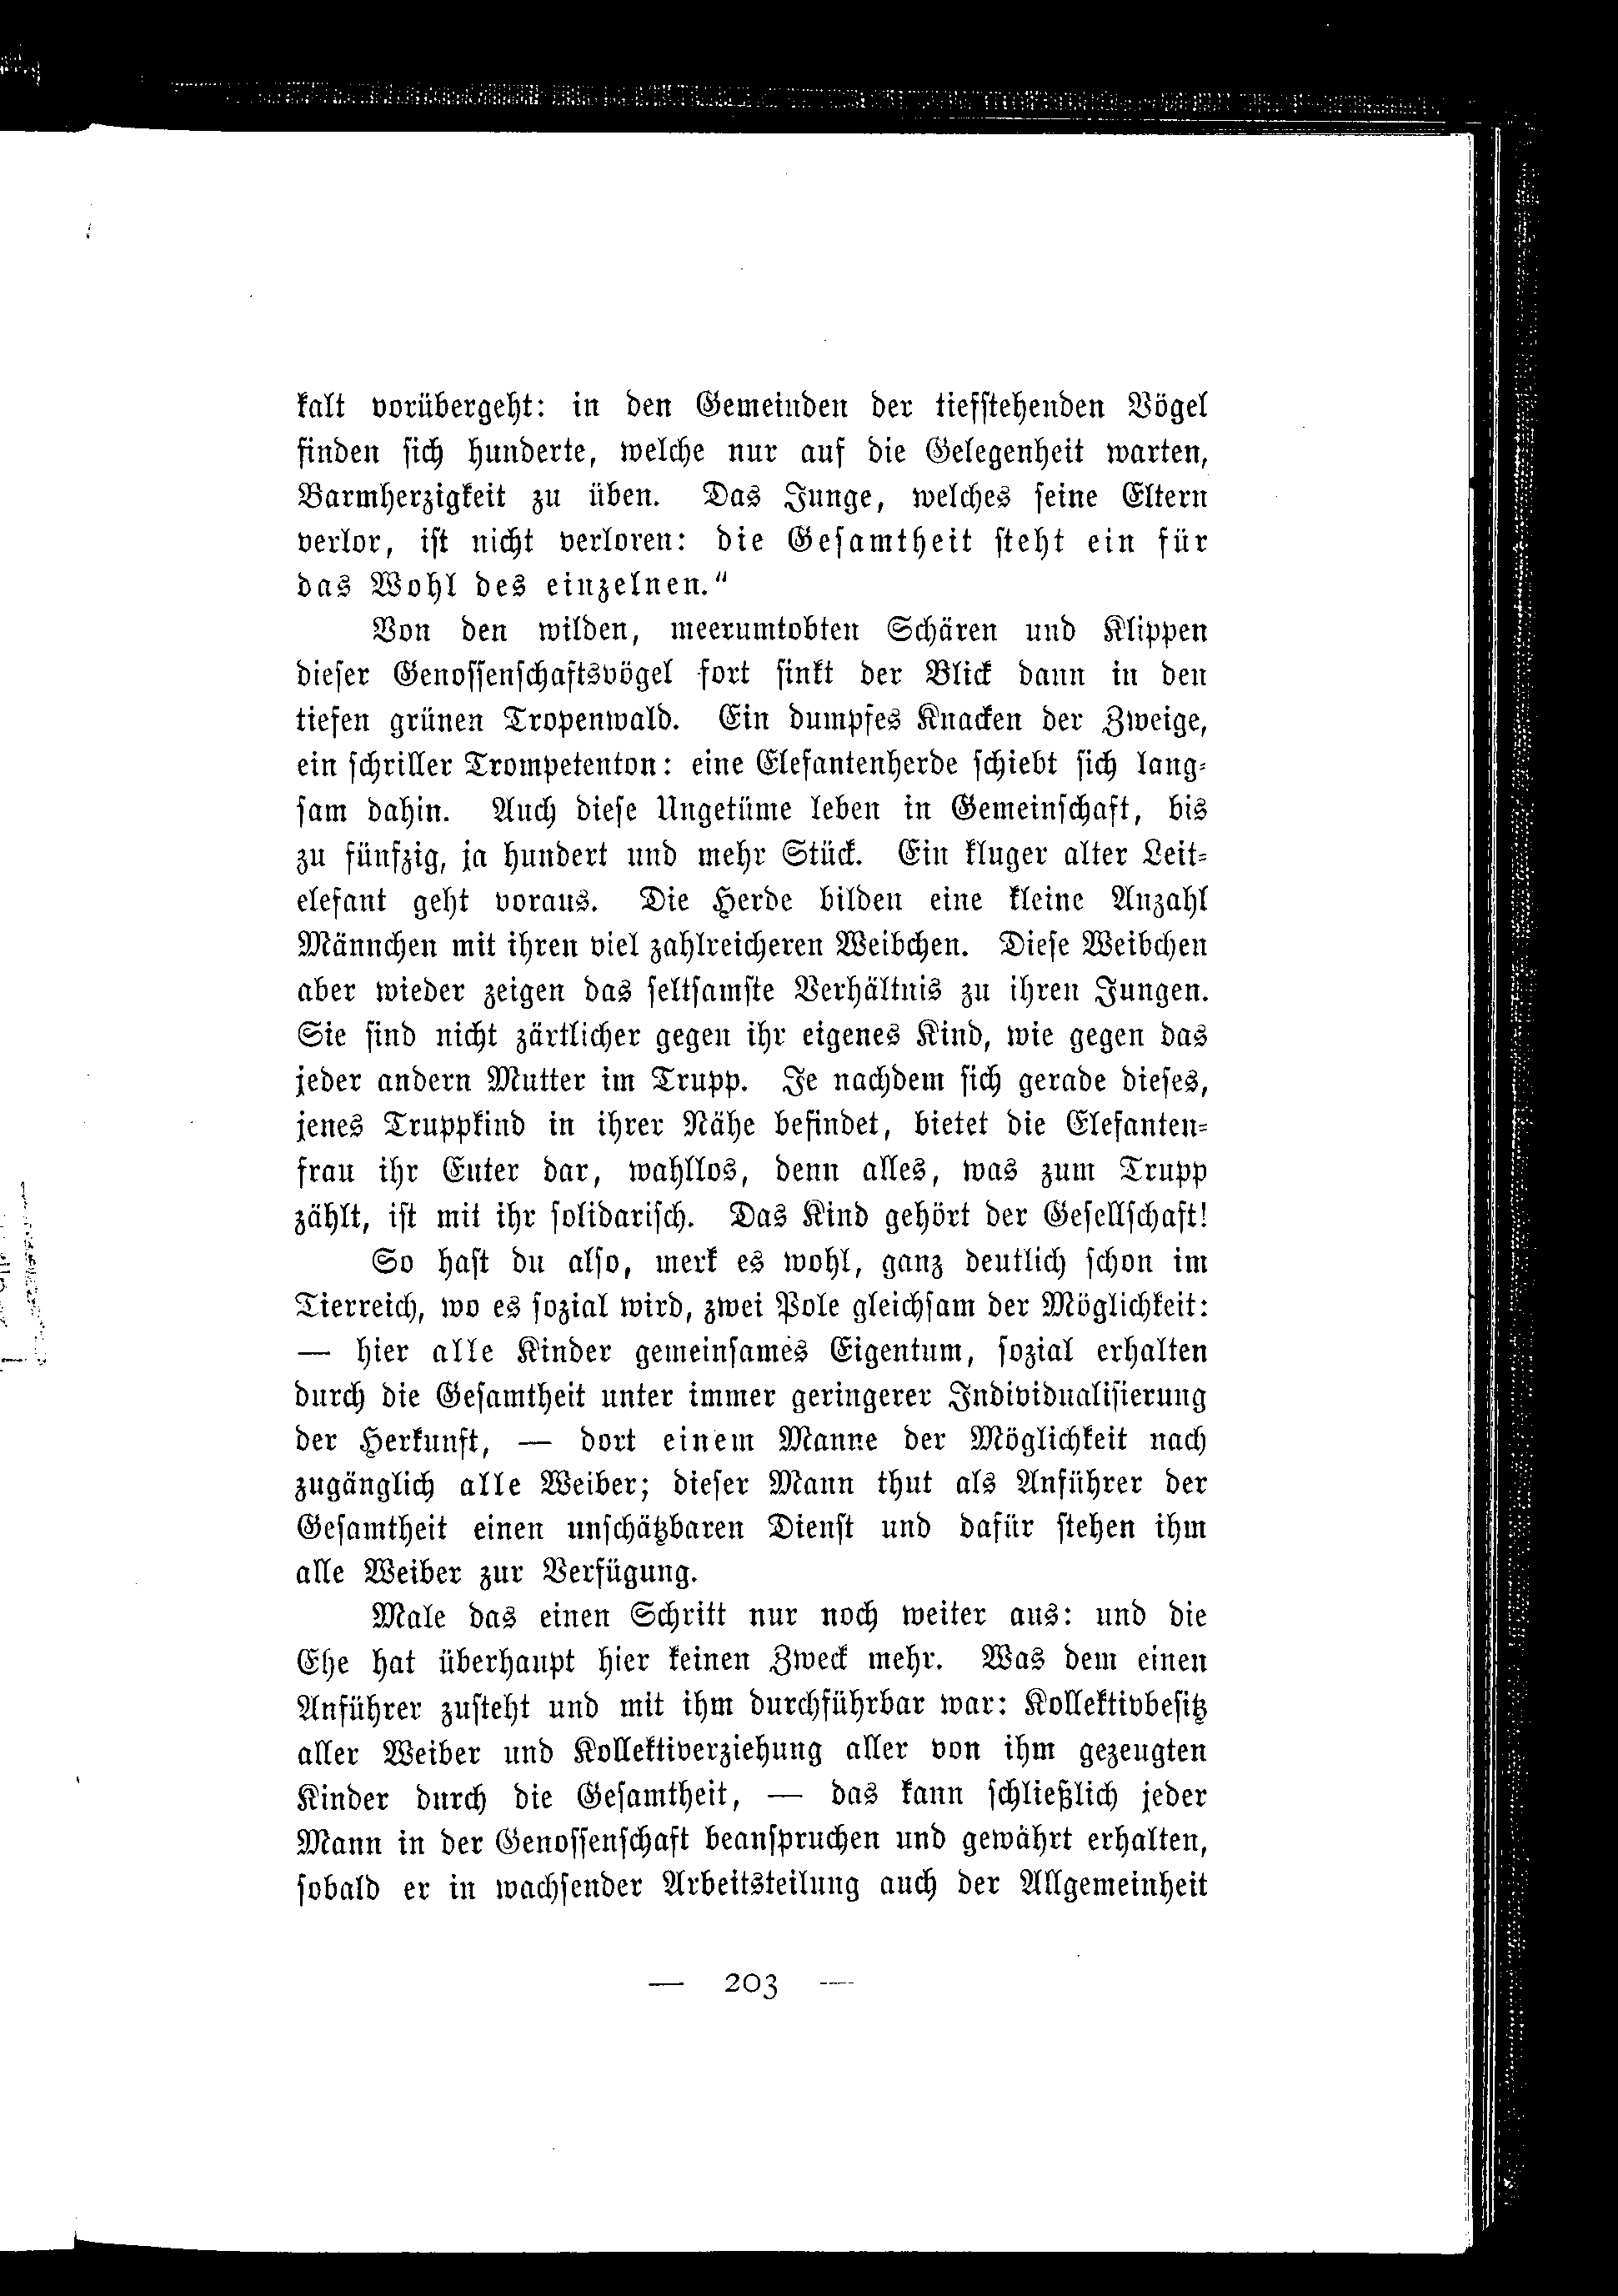 kalt vorübergeht: in den Gemeinden der tiefstehenden Vögel
finden sich Hunderte, welche nur auf die Gelegenheit warten,
Barmherzigkeit zu üben. Das Junge, welches seine Eltern
verlor, ist nicht verloren: die Gesamtheit steht ein für
das Wohl des einzelnen.“
Von den wilden, meerumtobten Schären und Klippen
dieser Genossenschaftsvögel fort sinkt der Blick dann in den
tiefen grünen Tropenwald. Ein dumpfes Knacken der Zweige,
ein schriller Trompetenton: eine Elefantenherde schiebt sich lang-
sam dahin. Auch diese Ungetüme leben in Gemeinschaft, bis
zu fünfzig, ja hundert und mehr Stück. Ein kluger alter Leit-
elefant geht voraus. Die Herde bilden eine kleine Anzahl
Männchen mit ihren viel zahlreicheren Weibchen. Diese Weibchen
aber wieder zeigen das seltsamste Verhältnis zu ihren Jungen.
Sie sind nicht zärtlicher gegen ihr eigenes Kind, wie gegen das
jeder andern Mutter im Trupp. Je nachdem sich gerade dieses,
jenes Truppkind in ihrer Nähe befindet, bietet die Elefanten-
frau ihr Euter dar, wahllos, denn alles, was zum Trupp
zählt, ist mit ihr solidarisch. Das Kind gehört der Gesellschaft!
So hast du also, merk es wohl, ganz deutlich schon im
Tierreich, wo es sozial wird, zwei Pole gleichsam der Möglichkeit:
— hier alle Kinder gemeinsames Eigentum, sozial erhalten
durch die Gesamtheit unter immer geringerer Individualisierung
der Herkunft, — dort einem Manne der Möglichkeit nach
zugänglich alle Weiber; dieser Mann thut als Anführer der
Gesamtheit einen unschätzbaren Dienst und dafür stehen ihm
alle Weiber zur Verfügung.
Male das einen Schritt nur noch weiter aus: und die
Ehe hat überhaupt hier keinen Zweck mehr. Was dem einen
Anführer zusteht und mit ihm durchführbar war: Kollektivbesitz
aller Weiber und Kollektiverziehung aller von ihm gezeugten
Kinder durch die Gesamtheit, — das kann schließlich jeder
Mann in der Genossenschaft beanspruchen und gewährt erhalten,
sobald er in wachsender Arbeitsteilung auch der Allgemeinheit
— 203 —